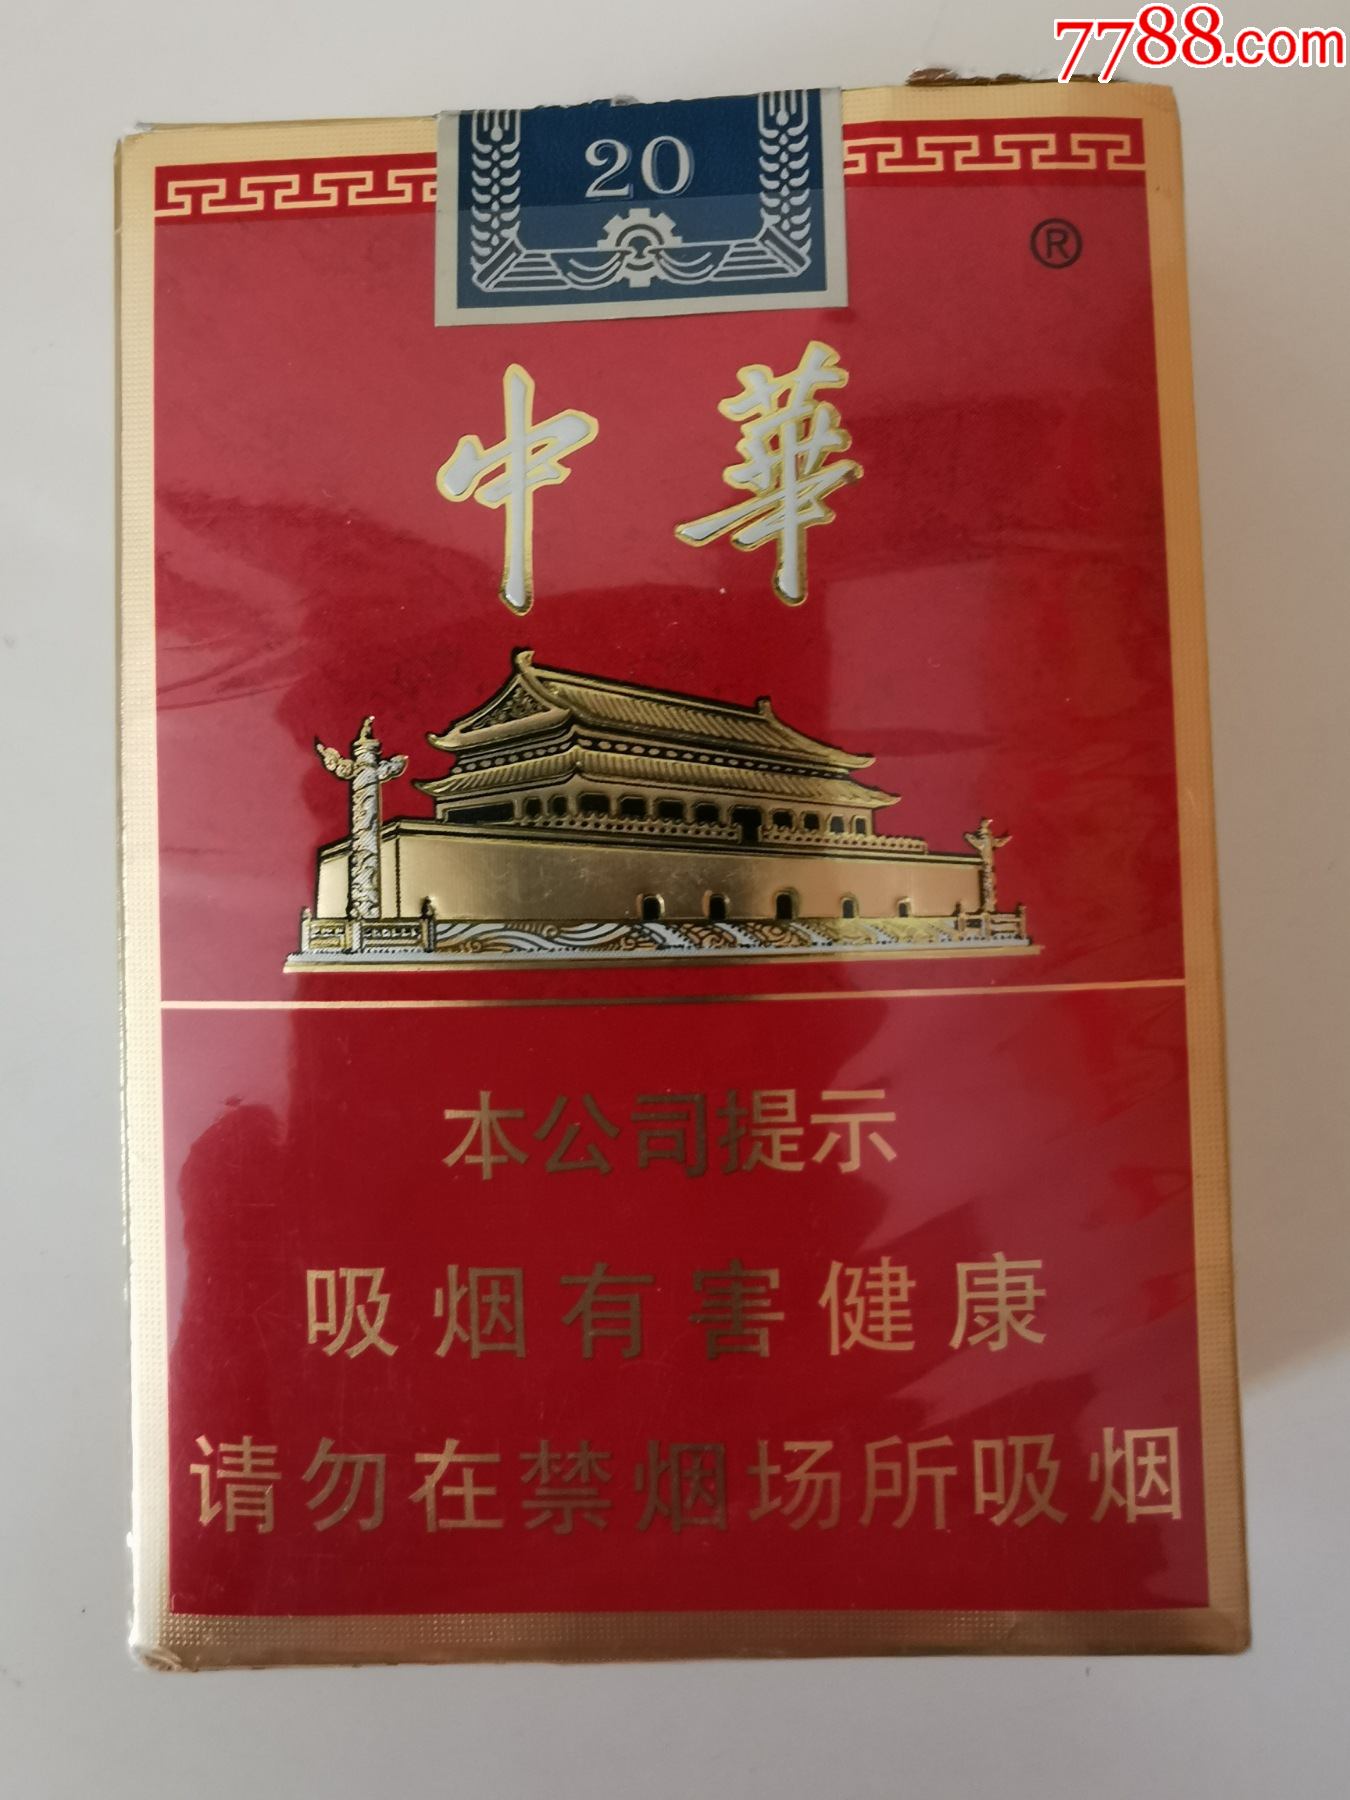 7788.com
20
®
中華
本公司提示
吸烟有害健康
请勿在禁烟场所吸烟